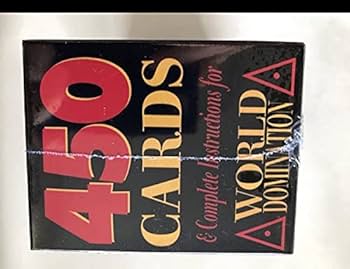 450
CARDS
& Complete Instructions for
WORLD
DOMINATION